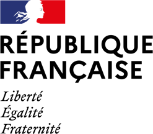 RÉPUBLIQUE
FRANÇAISE
Liberté
Égalité
Fraternité